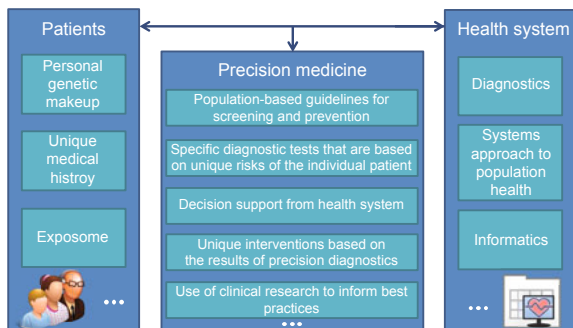 Patients
Personal
genetic
makeup
Unique
medical
histroy
Exposome
...
Precision medicine
Population-based guidelines for
screening and prevention
Specific diagnostic tests that are based
on unique risks of the individual patient
Decision support from health system
Unique interventions based on
the results of precision diagnostics
Use of clinical research to inform best
practices
...
Health system
Diagnostics
Systems
approach to
population
health
Informatics
...